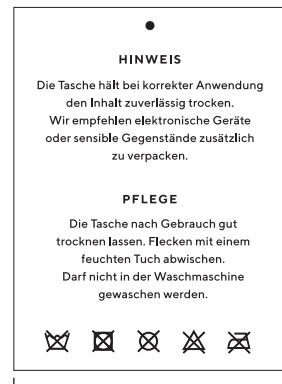 HINWEIS
Die Tasche hält bei korrekter Anwendung
den Inhalt zuverlässig trocken.
Wir empfehlen elektronische Geräte
oder sensible Gegenstände zusätzlich
zu verpacken.
PFLEGE
Die Tasche nach Gebrauch gut
trocknen lassen. Flecken mit einem
feuchten Tuch abwischen.
Darf nicht in der Waschmaschine
gewaschen werden.